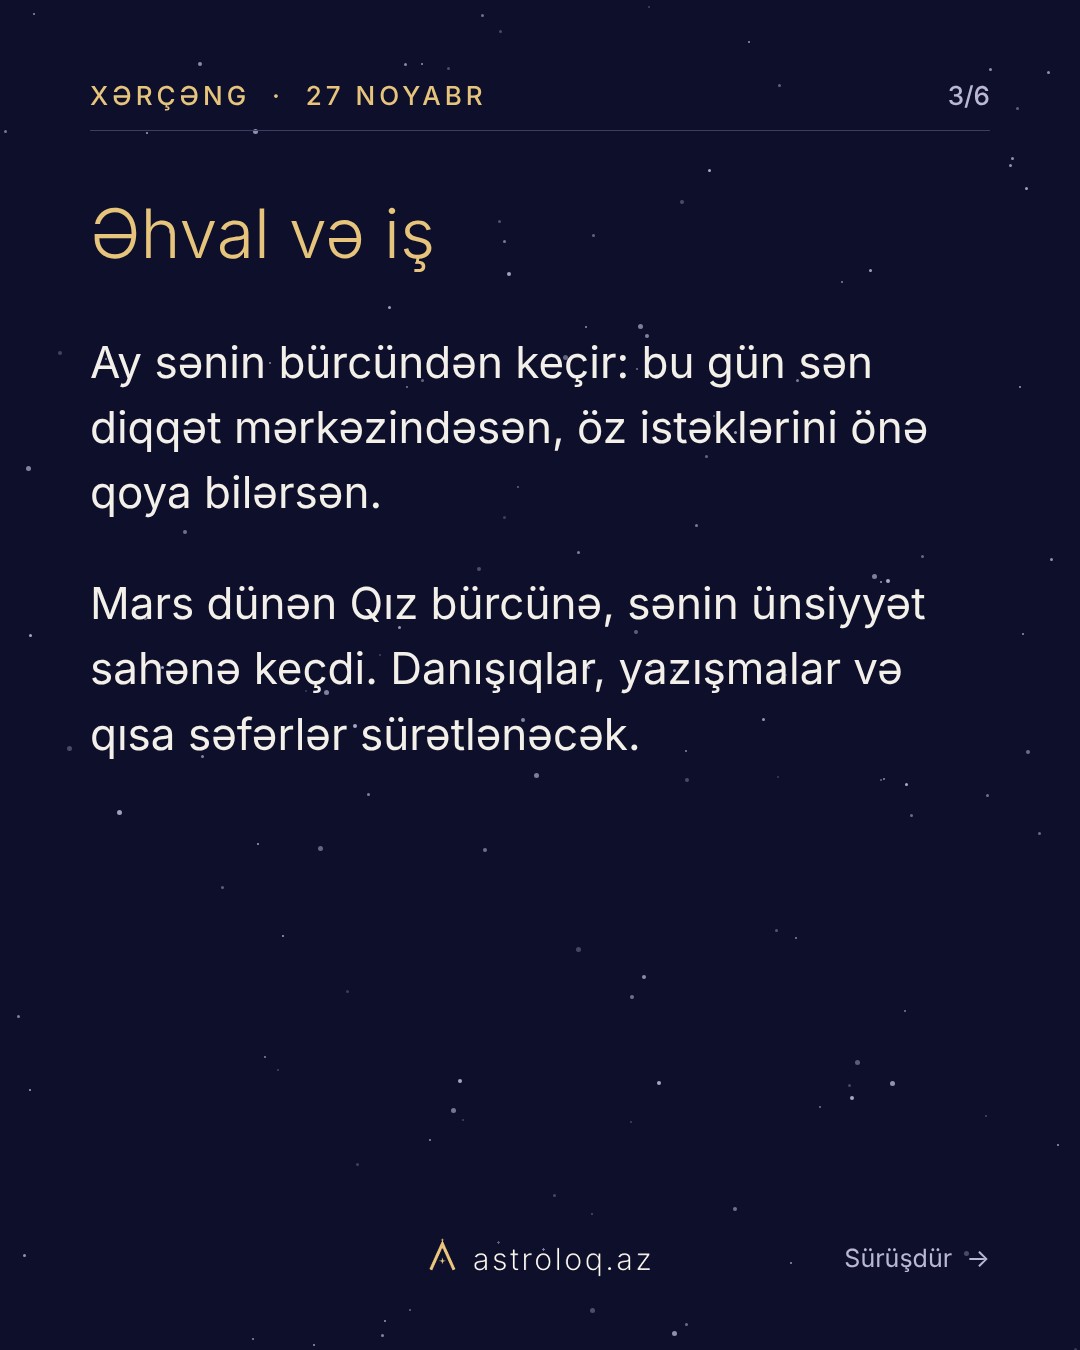 XƏRÇƏNG · 27 NOYABR 3/6
Əhval və iş
Ay sənin bürcündən keçir: bu gün sən
diqqət mərkəzindəsən, öz istəklərini önə
qoya bilərsən.
Mars dünən Qız bürcünə, sənin ünsiyyət
sahənə keçdi. Danışıqlar, yazışmalar və
qısa səfərlər sürətlənəcək.
astroloq.az
Sürüşdür →